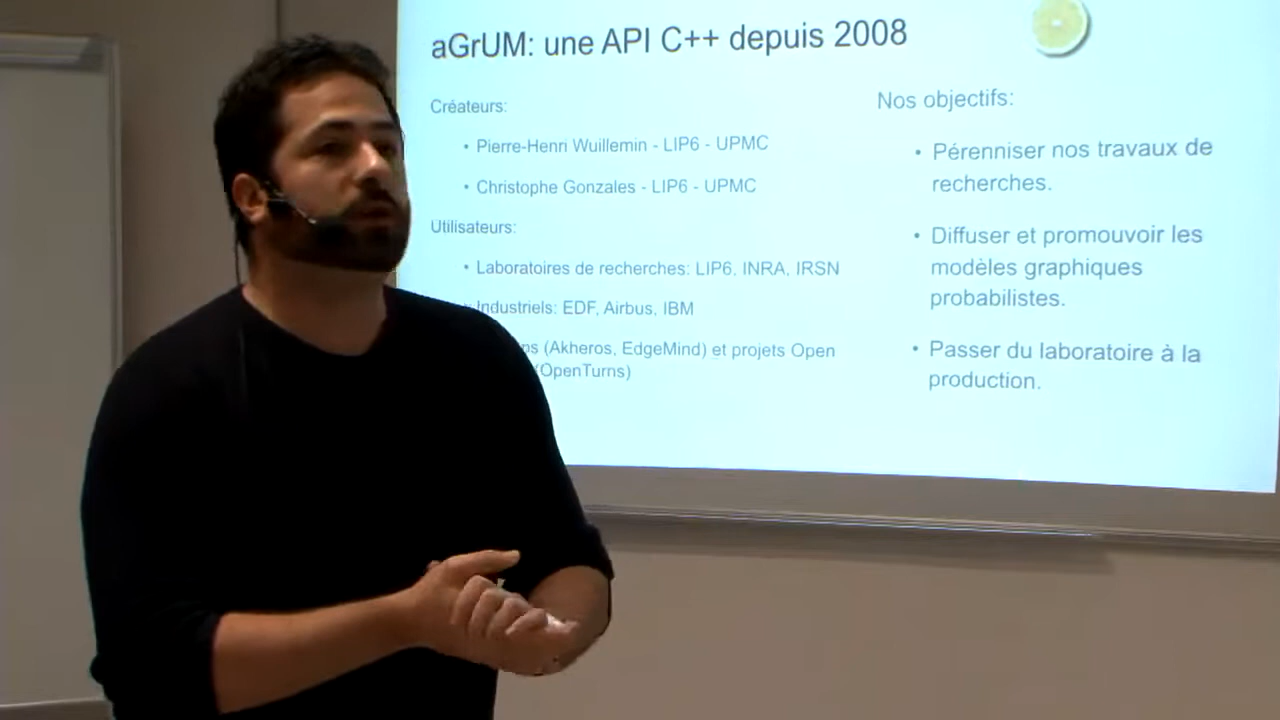 aGrUM: une API C++ depuis 2008
Créateurs:
• Pierre-Henri Wuillemin - LIP6 - UPMC
• Christophe Gonzales - LIP6 - UPMC
Utilisateurs:
• Laboratoires de recherches: LIP6, INRA, IRSN
Industriels: EDF, Airbus, IBM
(Akheros, EdgeMind) et projets Open
(OpenTurns)
Nos objectifs:
• Pérenniser nos travaux de
recherches.
• Diffuser et promouvoir les
modèles graphiques
probabilistes.
• Passer du laboratoire à la
production.